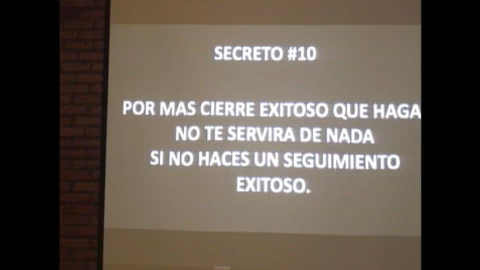 SECRETO #10
POR MAS CIERRE EXITOSO QUE HAGA
NO TE SERVIRA DE NADA
SI NO HACES UN SEGUIMIENTO
EXITOSO.